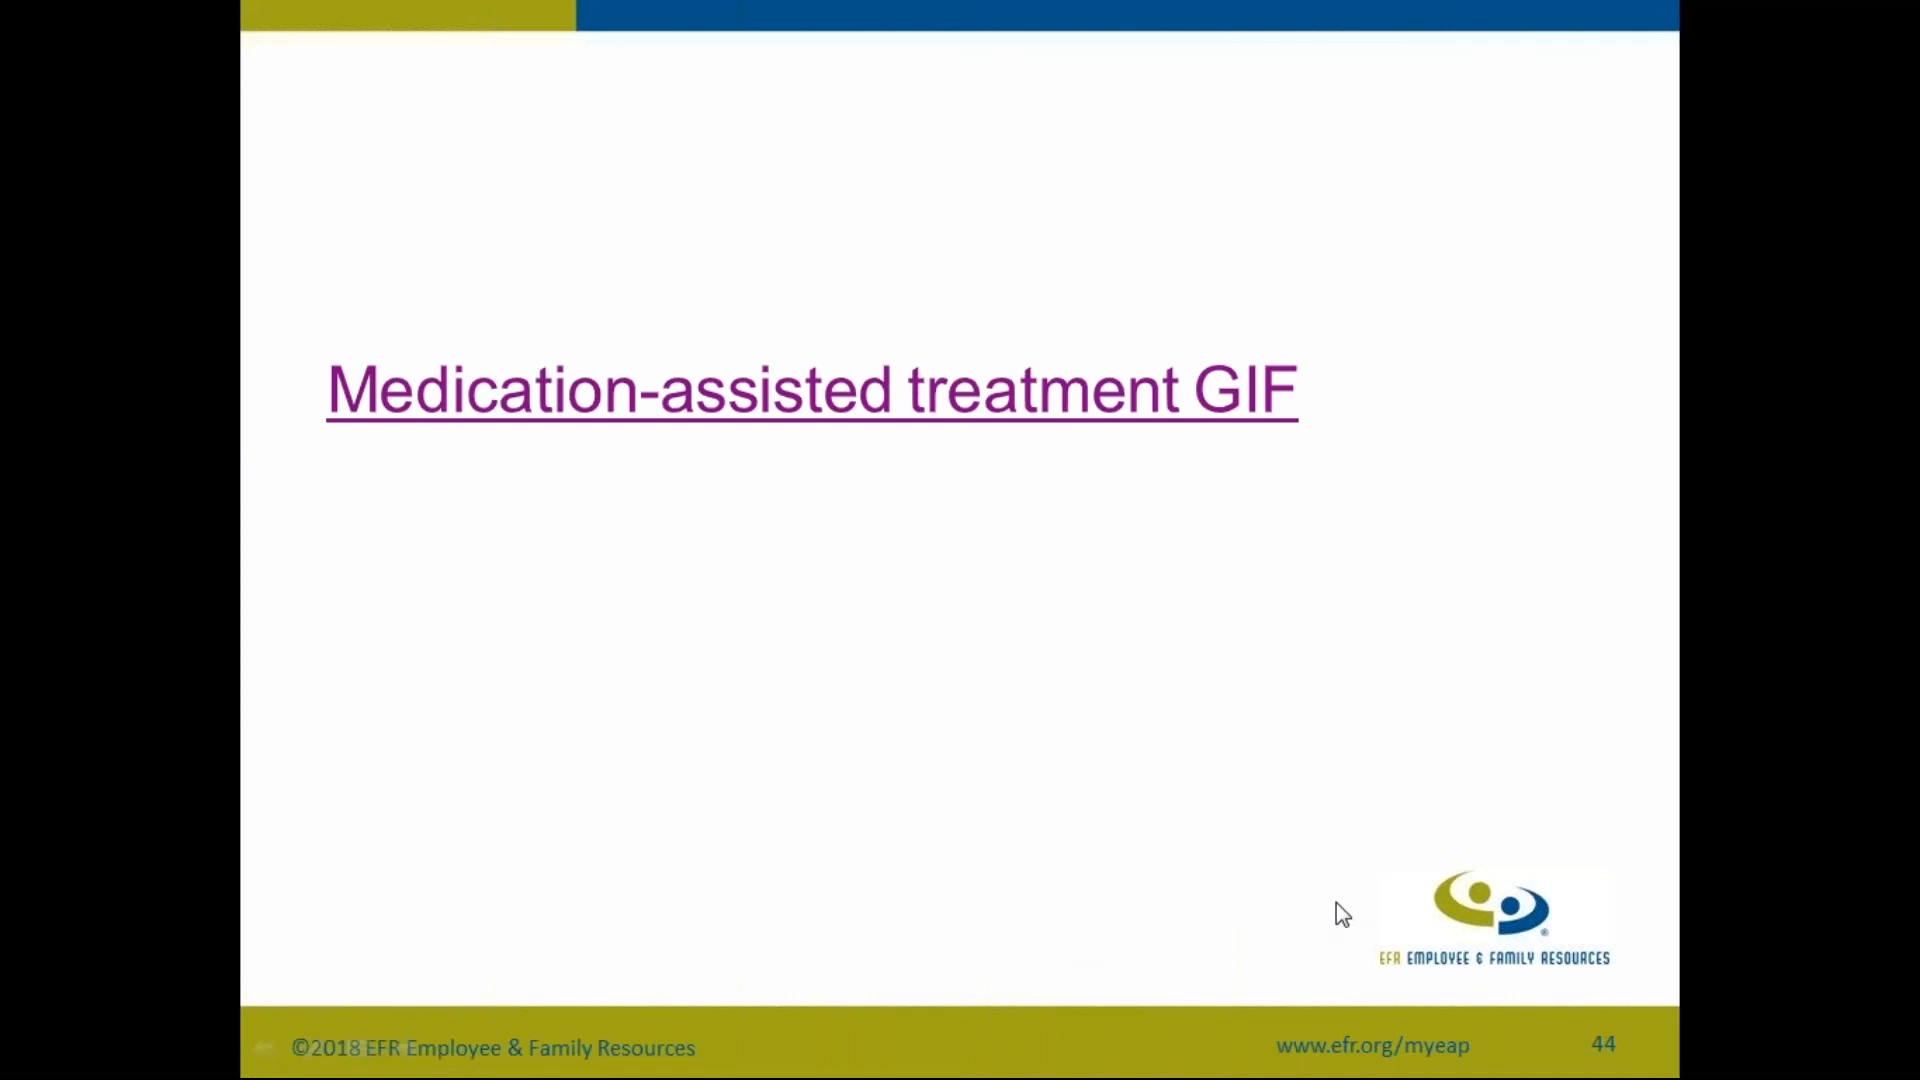 Medication-assisted treatment GIF
®
EFR EMPLOYEE & FAMILY RESOURCES
©2018 EFR Employee & Family Resources
www.efr.org/myeap
44